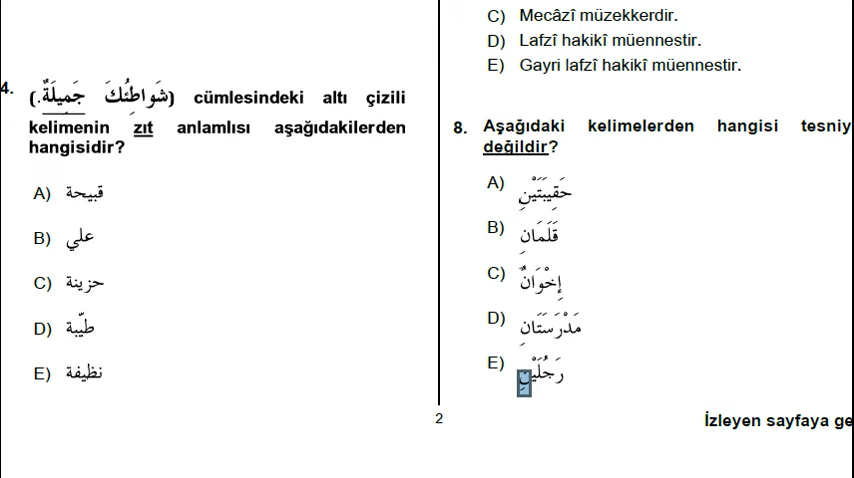 4. (شَوَاطِئُكَ جَمِيلَةٌ.) cümlesindeki altı çizili
kelimenin zıt anlamlısı aşağıdakilerden
hangisidir?
A) قبيحة
B) علي
C) حزينة
D) طيّبة
E) نظيفة
C) Mecâzî müzekkerdir.
D) Lafzî hakikî müennestir.
E) Gayri lafzî hakikî müennestir.
8. Aşağıdaki kelimelerden hangisi tesniy
değildir?
A) حَقِيبَتَيْنِ
B) قَلَمَانِ
C) إِخْوَانٌ
D) مَدْرَسَتَانِ
E) رَجُلَيْنِ
2
İzleyen sayfaya ge